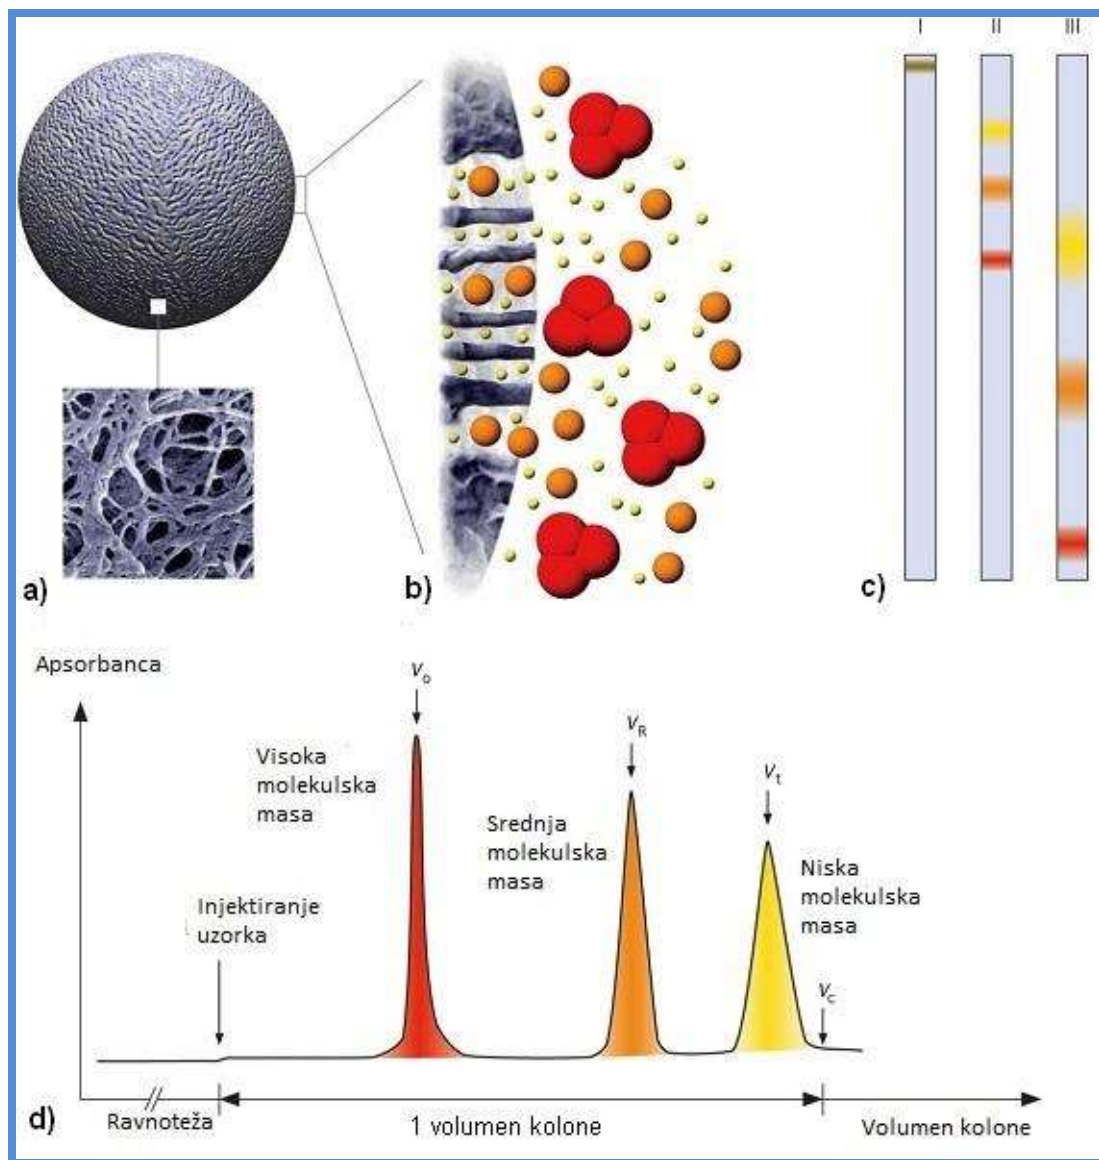 I II III
a)
b)
c)
Apsorbanca
Vo
VR
Vt
Visoka
molekulska
masa
Srednja
molekulska
masa
Niska
molekulska
masa
Injektiranje
uzorka
Vc
d)
Ravnoteža
1 volumen kolone
Volumen kolone